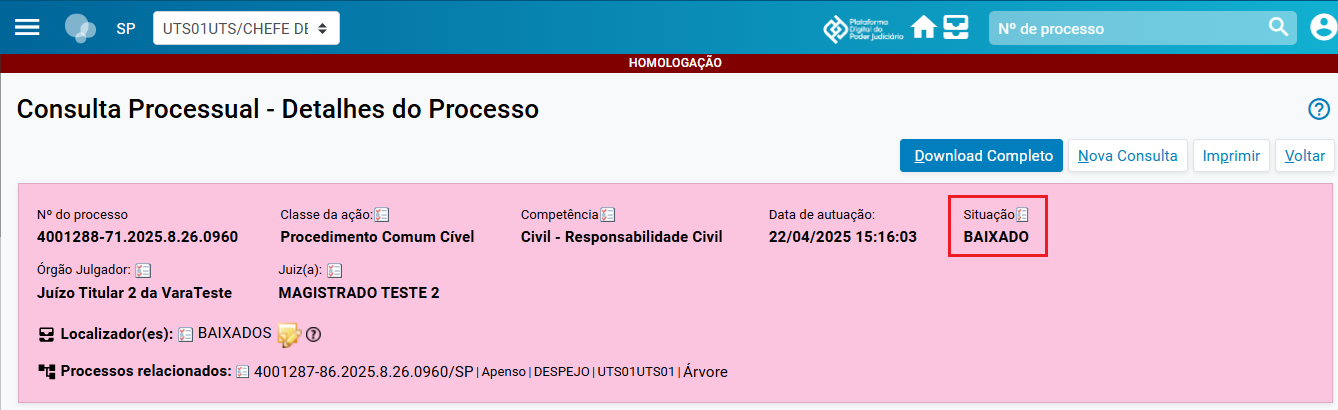 SP
UTS01UTS/CHEFE DE
Plataforma
Digital do
Poder Judiciário
Nº de processo
HOMOLOGAÇÃO
Consulta Processual - Detalhes do Processo
Download Completo
Nova Consulta
Imprimir
Voltar
Nº do processo Classe da ação: Competência Data de autuação: Situação
4001288-71.2025.8.26.0960 Procedimento Comum Cível Civil - Responsabilidade Civil 22/04/2025 15:16:03 BAIXADO
Órgão Julgador: Juiz(a):
Juízo Titular 2 da VaraTeste MAGISTRADO TESTE 2
Localizador(es): BAIXADOS
Processos relacionados: 4001287-86.2025.8.26.0960/SP | Apenso | DESPEJO | UTS01UTS01 | Árvore